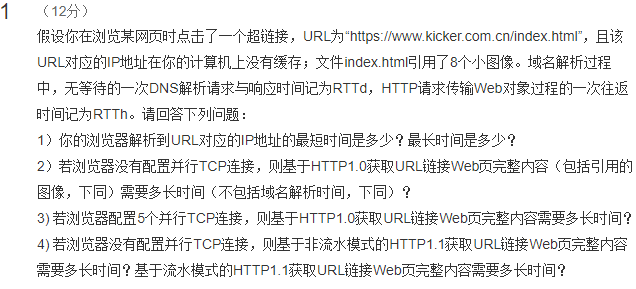 1 （12分）
假设你在浏览某网页时点击了一个超链接，URL为“https://www.kicker.com.cn/index.html”，且该
URL对应的IP地址在你的计算机上没有缓存；文件index.html引用了8个小图像。域名解析过程
中，无等待的一次DNS解析请求与响应时间记为RTTd，HTTP请求传输Web对象过程的一次往返
时间记为RTTh。请回答下列问题：
1）你的浏览器解析到URL对应的IP地址的最短时间是多少？最长时间是多少？
2）若浏览器没有配置并行TCP连接，则基于HTTP1.0获取URL链接Web页完整内容（包括引用的
图像，下同）需要多长时间（不包括域名解析时间，下同）？
3) 若浏览器配置5个并行TCP连接，则基于HTTP1.0获取URL链接Web页完整内容需要多长时间？
4) 若浏览器没有配置并行TCP连接，则基于非流水模式的HTTP1.1获取URL链接Web页完整内容
需要多长时间？基于流水模式的HTTP1.1获取URL链接Web页完整内容需要多长时间？